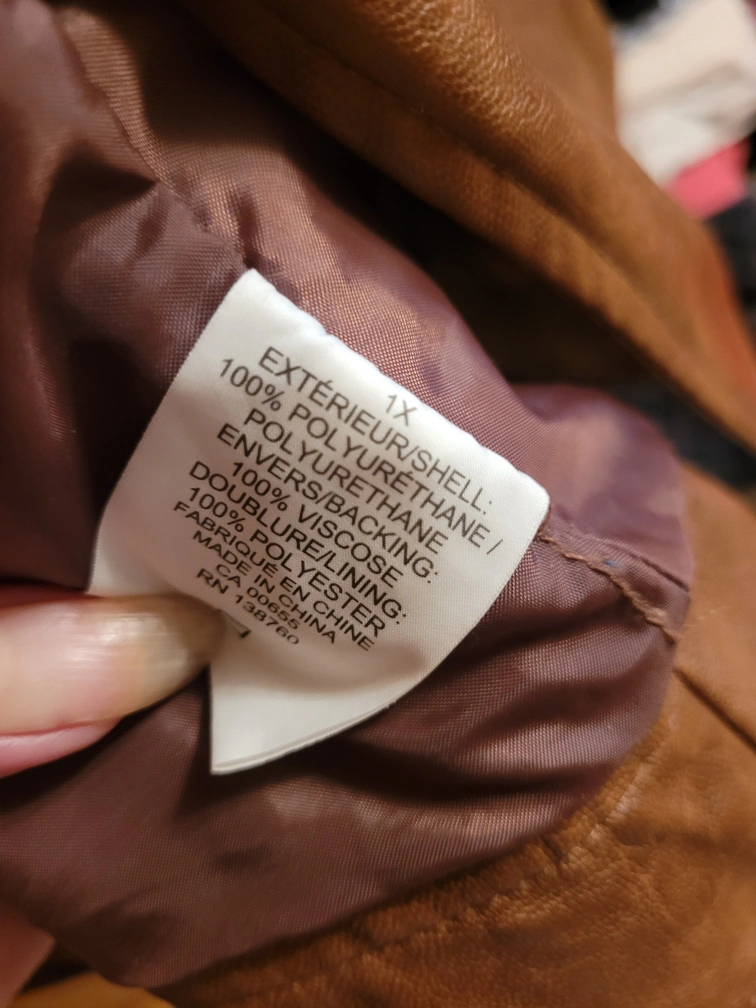 1X
EXTÉRIEUR/SHELL:
100% POLYURÉTHANE /
POLYURETHANE
ENVERS/BACKING:
100% VISCOSE
DOUBLURE/LINING:
100% POLYESTER
FABRIQUÉ EN CHINE
MADE IN CHINA
CA 00655
RN 138760